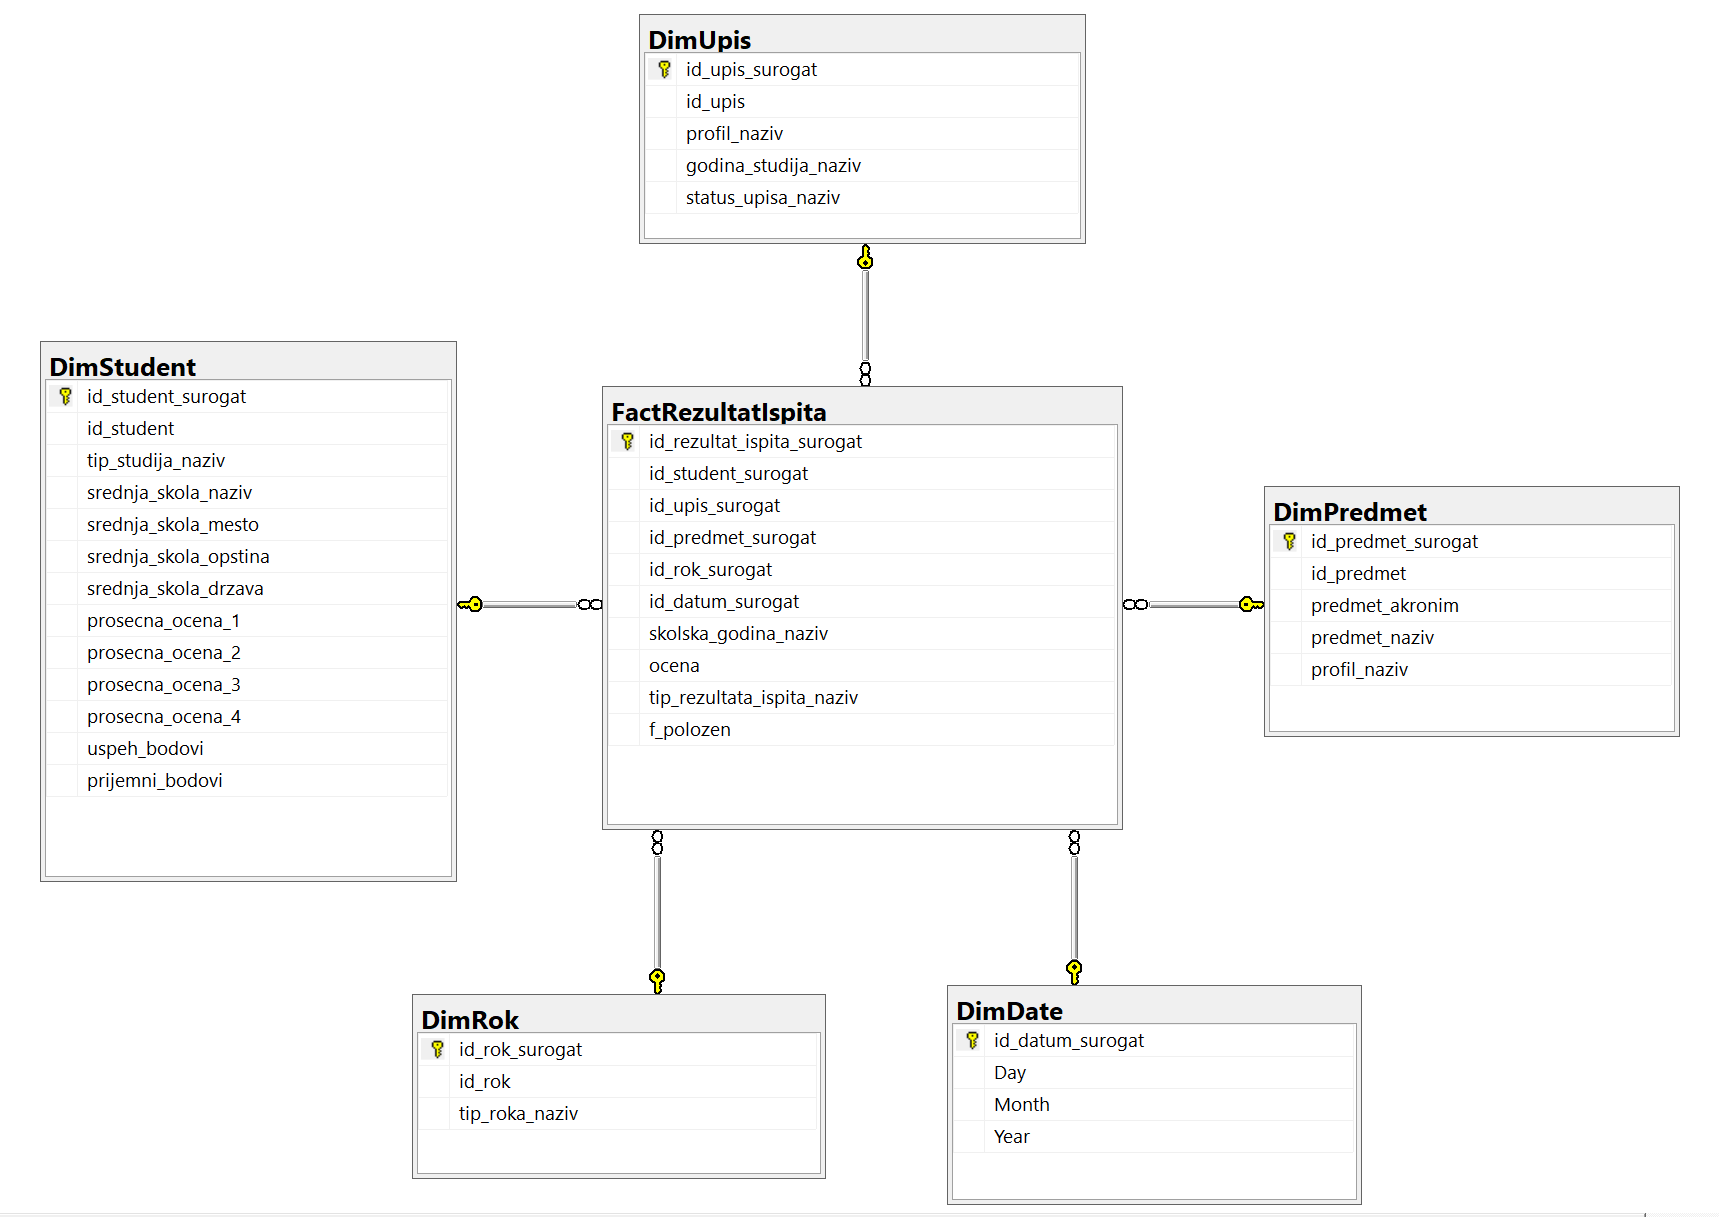 DimUpis
id_upis_surogat
id_upis
profil_naziv
godina_studija_naziv
status_upisa_naziv
DimStudent
id_student_surogat
id_student
tip_studija_naziv
srednja_skola_naziv
srednja_skola_mesto
srednja_skola_opstina
srednja_skola_drzava
prosecna_ocena_1
prosecna_ocena_2
prosecna_ocena_3
prosecna_ocena_4
uspeh_bodovi
prijemni_bodovi
FactRezultatIspita
id_rezultat_ispita_surogat
id_student_surogat
id_upis_surogat
id_predmet_surogat
id_rok_surogat
id_datum_surogat
skolska_godina_naziv
ocena
tip_rezultata_ispita_naziv
f_polozen
DimPredmet
id_predmet_surogat
id_predmet
predmet_akronim
predmet_naziv
profil_naziv
DimRok
id_rok_surogat
id_rok
tip_roka_naziv
DimDate
id_datum_surogat
Day
Month
Year